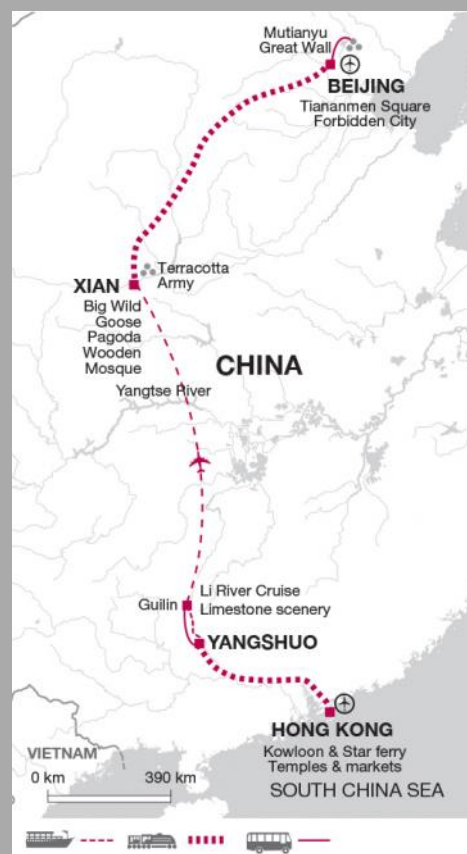 Mutianyu
Great Wall
BEIJING
Tiananmen Square
Forbidden City
Terracotta
Army
XIAN
Big Wild
Goose
Pagoda
Wooden
Mosque
CHINA
Yangtse River
Guilin
Li River Cruise
Limestone scenery
YANGSHUO
HONG KONG
Kowloon & Star ferry
Temples & markets
VIETNAM
0 km 390 km
SOUTH CHINA SEA